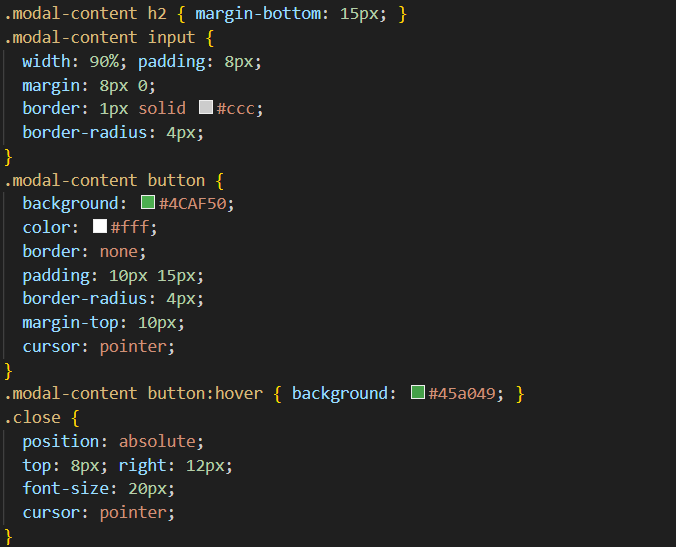 .modal-content h2 { margin-bottom: 15px; }
.modal-content input {
  width: 90%; padding: 8px;
  margin: 8px 0;
  border: 1px solid #ccc;
  border-radius: 4px;
}
.modal-content button {
  background: #4CAF50;
  color: #fff;
  border: none;
  padding: 10px 15px;
  border-radius: 4px;
  margin-top: 10px;
  cursor: pointer;
}
.modal-content button:hover { background: #45a049; }
.close {
  position: absolute;
  top: 8px; right: 12px;
  font-size: 20px;
  cursor: pointer;
}